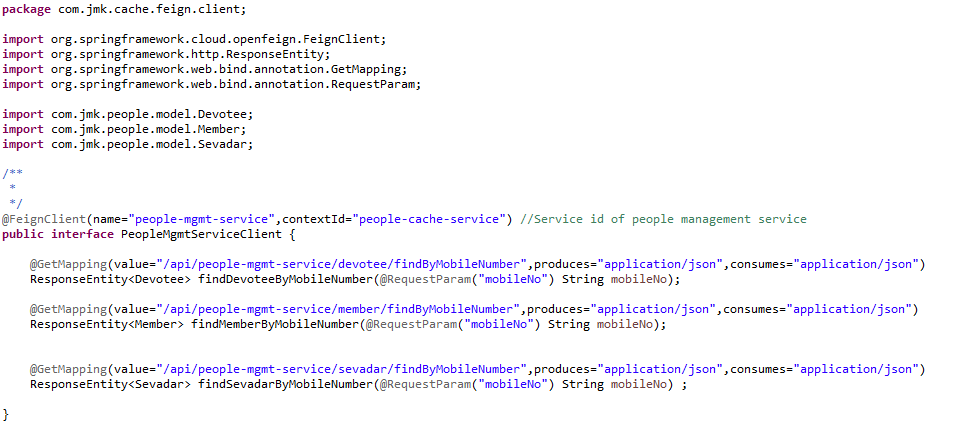 package com.jmk.cache.feign.client;
import org.springframework.cloud.openfeign.FeignClient;
import org.springframework.http.ResponseEntity;
import org.springframework.web.bind.annotation.GetMapping;
import org.springframework.web.bind.annotation.RequestParam;
import com.jmk.people.model.Devotee;
import com.jmk.people.model.Member;
import com.jmk.people.model.Sevadar;
/**
 *
 */
@FeignClient(name="people-mgmt-service",contextId="people-cache-service") //Service id of people management service
public interface PeopleMgmtServiceClient {
    @GetMapping(value="/api/people-mgmt-service/devotee/findByMobileNumber",produces="application/json",consumes="application/json")
    ResponseEntity<Devotee> findDevoteeByMobileNumber(@RequestParam("mobileNo") String mobileNo);
    @GetMapping(value="/api/people-mgmt-service/member/findByMobileNumber",produces="application/json",consumes="application/json")
    ResponseEntity<Member> findMemberByMobileNumber(@RequestParam("mobileNo") String mobileNo);
    @GetMapping(value="/api/people-mgmt-service/sevadar/findByMobileNumber",produces="application/json",consumes="application/json")
    ResponseEntity<Sevadar> findSevadarByMobileNumber(@RequestParam("mobileNo") String mobileNo) ;
}